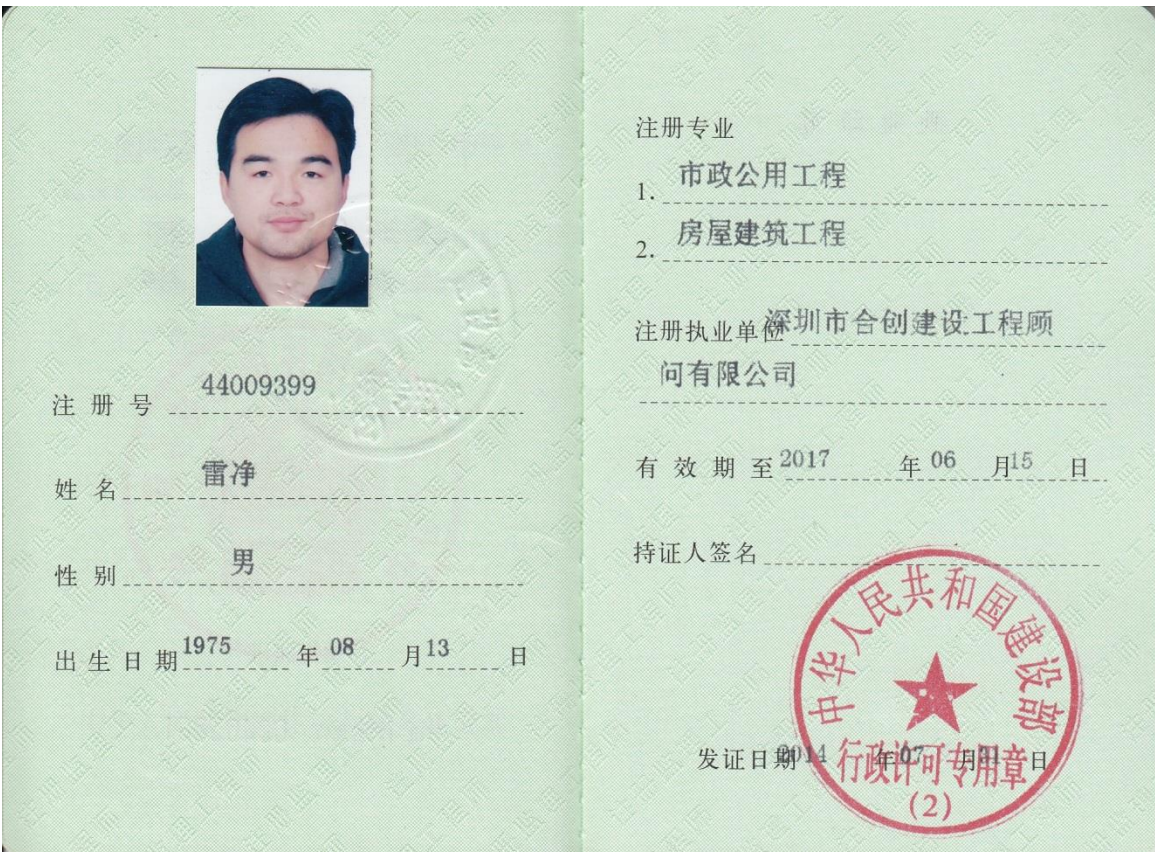 注册号 44009399
姓名 雷净
性别 男
出生日期 1975 年 08 月 13 日
注册专业
1. 市政公用工程
2. 房屋建筑工程
注册执业单位 深圳市合创建设工程顾
问有限公司
有效期至 2017 年 06 月 15 日
持证人签名
中华人民共和国建设部
发证日期 2014 年 07 月 31 日
行政许可专用章
(2)